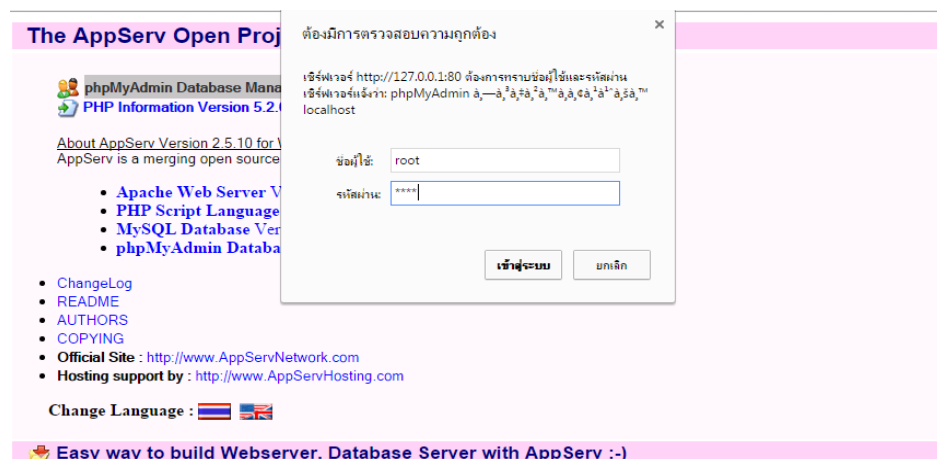 The AppServ Open Proj
phpMyAdmin Database Mana
PHP Information Version 5.2.
About AppServ Version 2.5.10 for
AppServ is a merging open source
Apache Web Server V
PHP Script Language
MySQL Database Ver
phpMyAdmin Databa
ChangeLog
README
AUTHORS
COPYING
Official Site : http://www.AppServNetwork.com
Hosting support by : http://www.AppServHosting.com
Change Language :
Easy way to build Webserver, Database Server with AppServ :-)
ต้องมีการตรวจสอบความถูกต้อง
×
เซิร์ฟเวอร์ http://127.0.0.1:80 ต้องการทราบชื่อผู้ใช้และรหัสผ่าน
เซิร์ฟเวอร์แจ้งว่า: phpMyAdmin
localhost
ชื่อผู้ใช้: root
รหัสผ่าน: ****
เข้าสู่ระบบ ยกเลิก